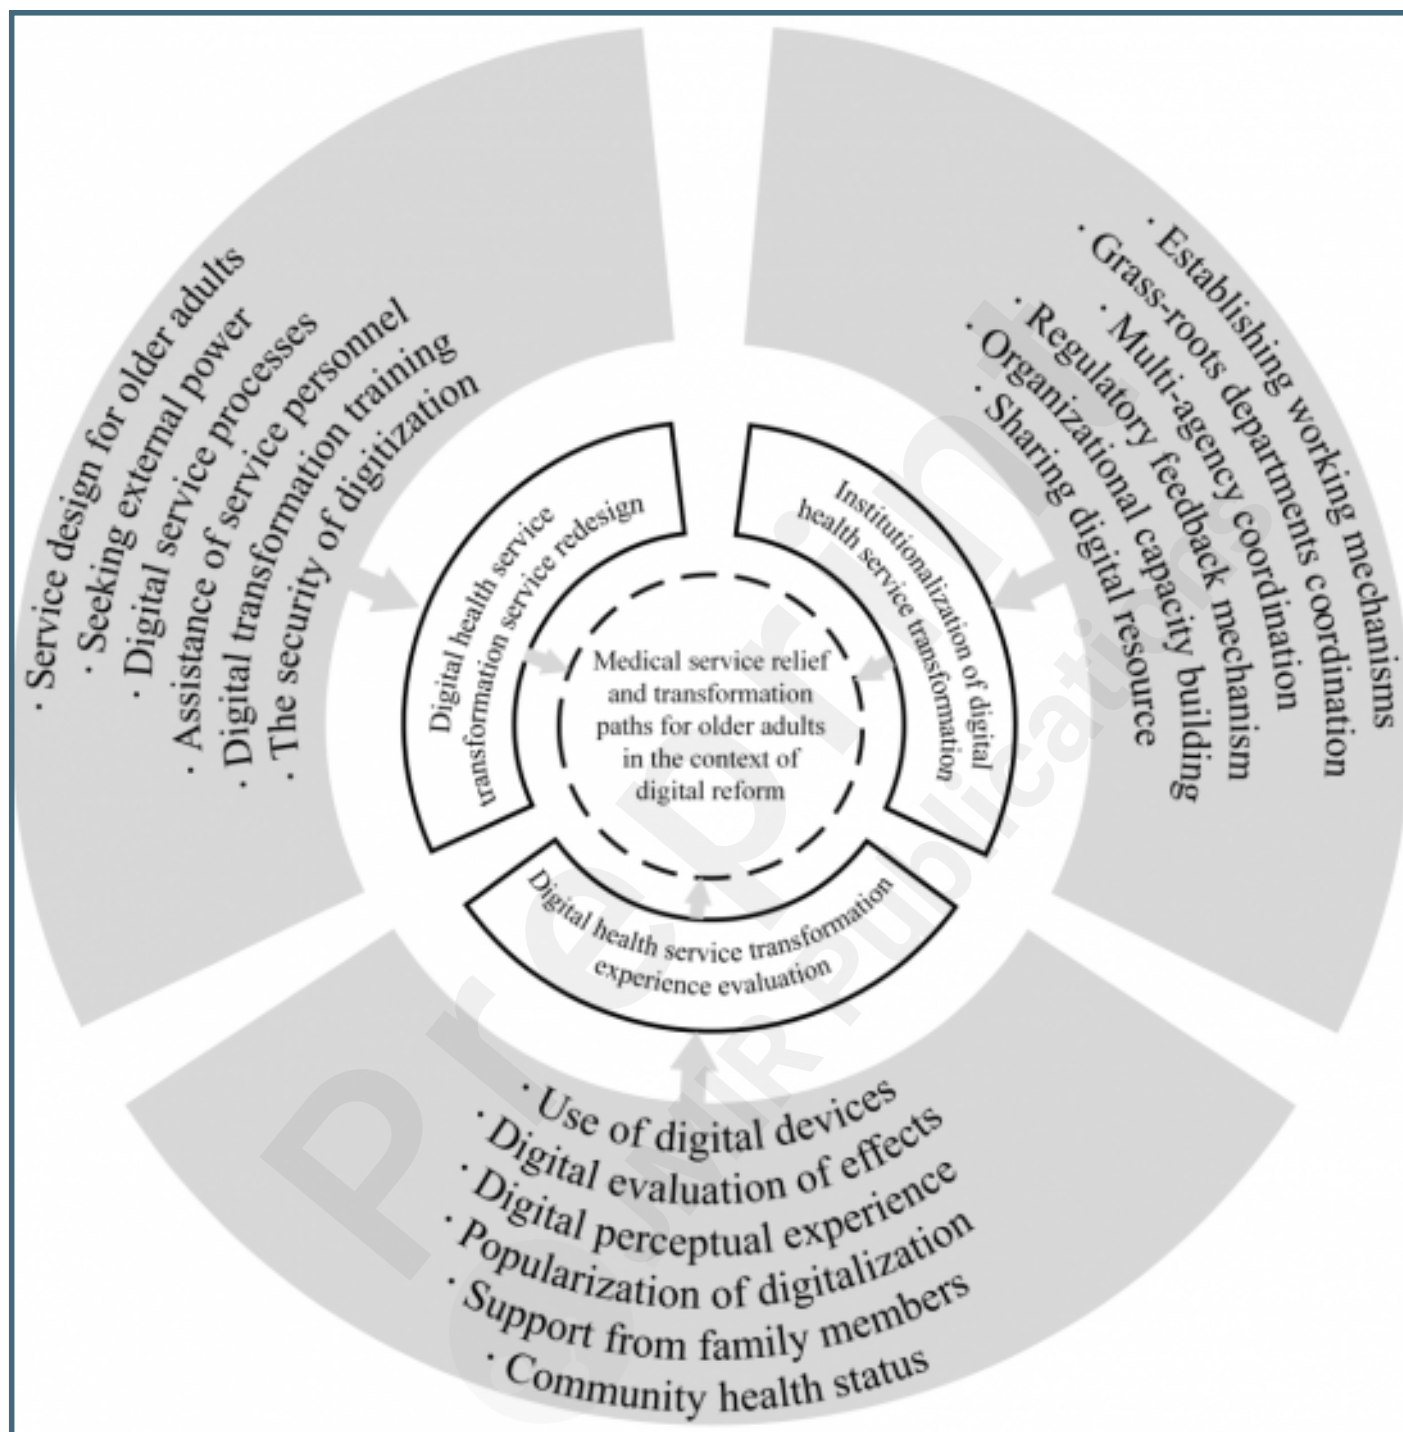 · Service design for older adults
· Seeking external power
· Digital service processes
· Assistance of service personnel
· Digital transformation training
· The security of digitization
· Establishing working mechanisms
· Grass-roots departments coordination
· Multi-agency coordination
· Regulatory feedback mechanism
· Organizational capacity building
· Sharing digital resource
Digital health service
transformation service redesign
Institutionalization of digital
health service transformation
Medical service relief
and transformation
paths for older adults
in the context of
digital reform
Digital health service transformation
experience evaluation
· Use of digital devices
· Digital evaluation of effects
· Digital perceptual experience
· Popularization of digitalization
· Support from family members
· Community health status
Preprint
© JMIR Publications